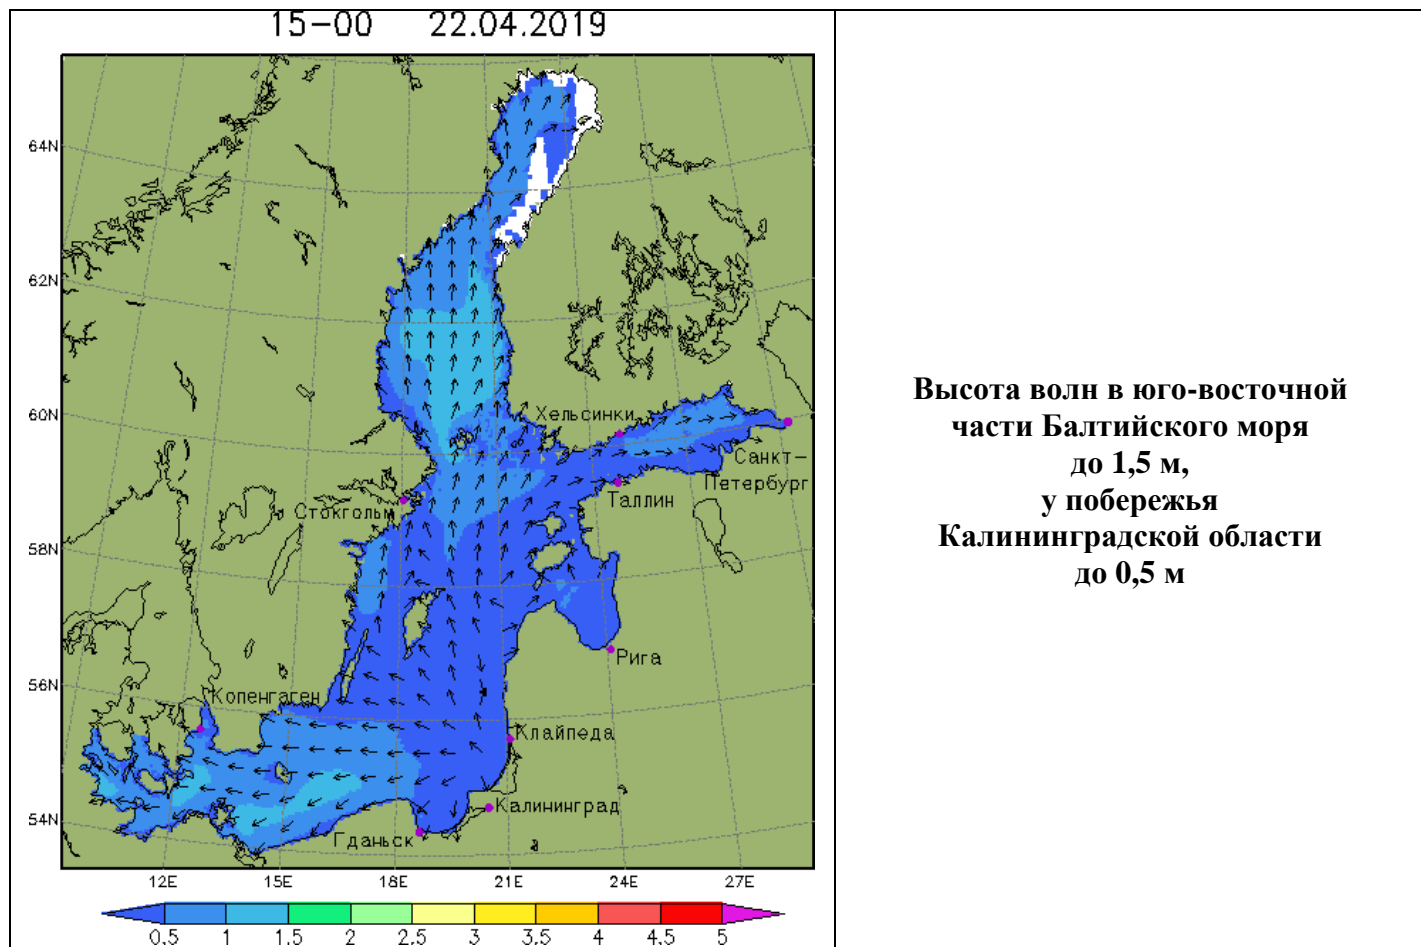 15-00 22.04.2019
64N
62N
Хельсинки
60N
Санкт-
Петербург
Таллин
Стокгольм
58N
Рига
56N
Копенгаген
Клайпеда
Калининград
54N
Гданьск
12E 15E 18E 21E 24E 27E
0,5 1 1,5 2 2,5 3 3,5 4 4,5 5
Высота волн в юго-восточной
части Балтийского моря
до 1,5 м,
у побережья
Калининградской области
до 0,5 м